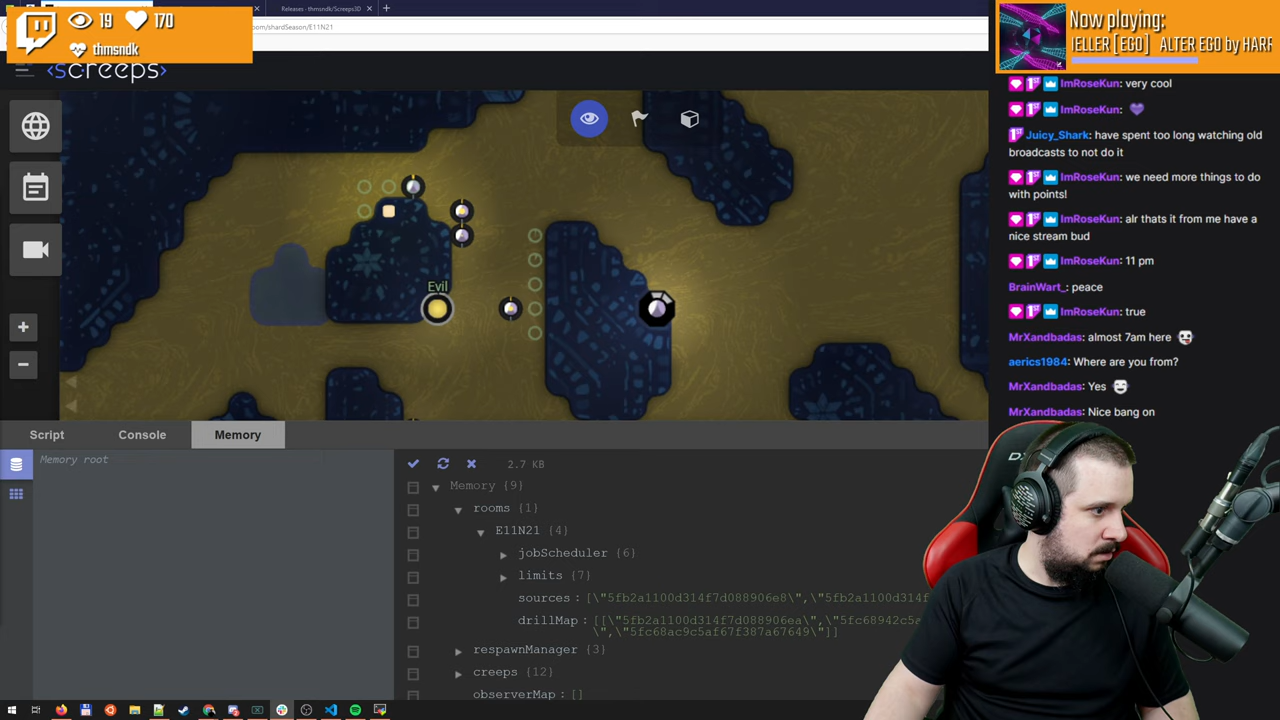 Releases · thmsndk/Screeps3D
om/shardSeason/E11N21
19
170
thmsndk
<screeps>
Now playing:
[EGO] ALTER EGO by HARR
ImRoseKun: very cool
ImRoseKun: 💜
Juicy_Shark: have spent too long watching old
broadcasts to not do it
ImRoseKun: we need more things to do
with points!
ImRoseKun: alr thats it from me have a
nice stream bud
ImRoseKun: 11 pm
BrainWart_: peace
ImRoseKun: true
MrXandbadas: almost 7am here
aerics1984: Where are you from?
MrXandbadas: Yes
MrXandbadas: Nice bang on
Evil
Script
Console
Memory
Memory root
2.7 KB
Memory {9}
rooms {1}
E11N21 {4}
jobScheduler {6}
limits {7}
sources: [\"5fb2a1100d314f7d088906e8\",\"5fb2a1100d314f
drillMap: [[\"5fb2a1100d314f7d088906ea\",\"5fc68942c5a
\",\"5fc68ac9c5af67f387a67649\"]]
respawnManager {3}
creeps {12}
observerMap: []
DX